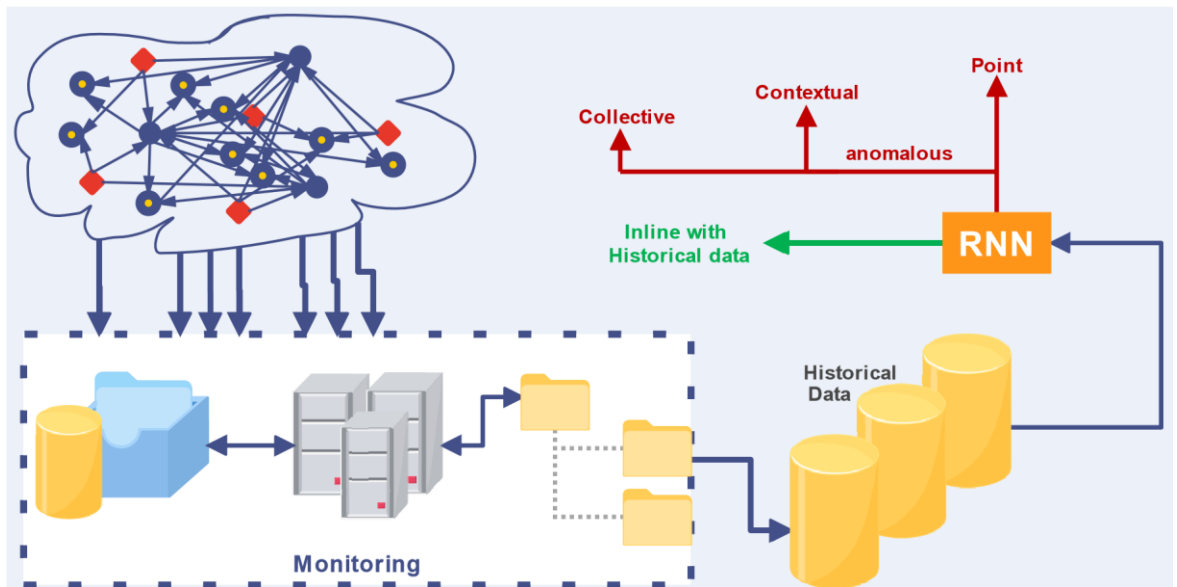 Point
Contextual
Collective
anomalous
Inline with
Historical data
RNN
Historical
Data
Monitoring